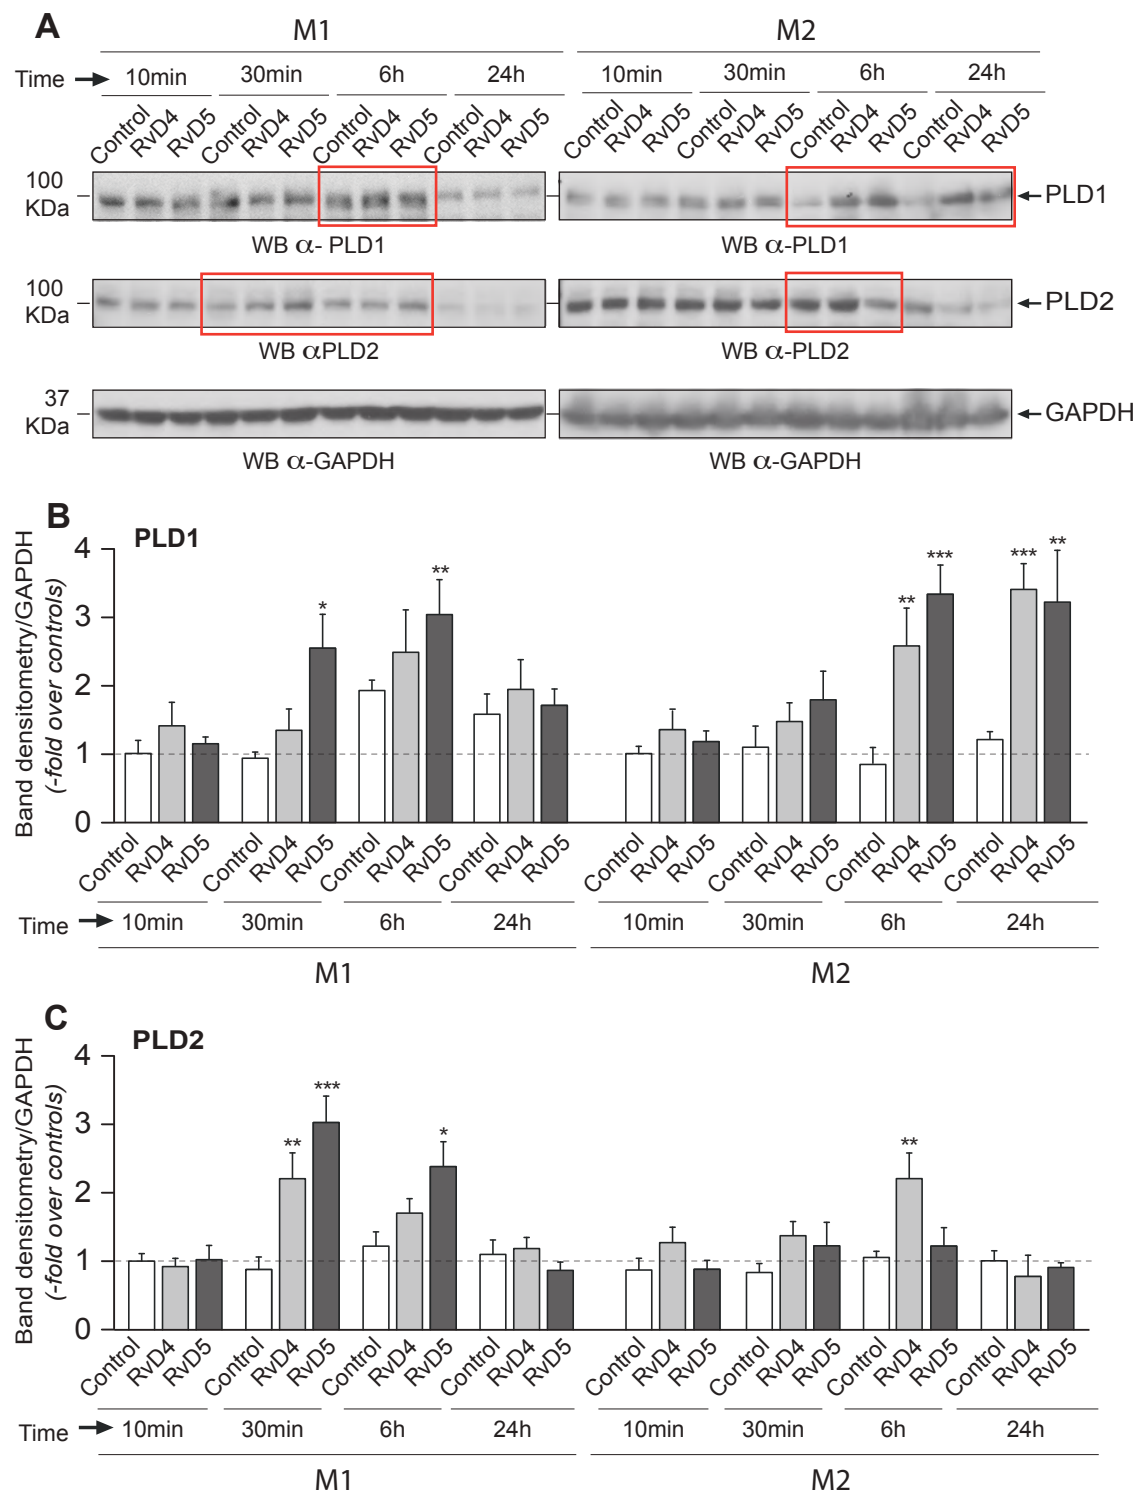 A
M1 M2
Time 10min 30min 6h 24h 10min 30min 6h 24h
Control RvD4 RvD5 Control RvD4 RvD5 Control RvD4 RvD5 Control RvD4 RvD5 Control RvD4 RvD5 Control RvD4 RvD5 Control RvD4 RvD5 Control RvD4 RvD5
100
KDa
PLD1
WB α- PLD1 WB α-PLD1
100
KDa
PLD2
WB αPLD2 WB α-PLD2
37
KDa
GAPDH
WB α-GAPDH WB α-GAPDH
B
PLD1
Band densitometry/GAPDH
(-fold over controls)
4
3
2
1
0
* ** ** *** *** **
Control RvD4 RvD5 Control RvD4 RvD5 Control RvD4 RvD5 Control RvD4 RvD5 Control RvD4 RvD5 Control RvD4 RvD5 Control RvD4 RvD5 Control RvD4 RvD5
Time 10min 30min 6h 24h 10min 30min 6h 24h
M1 M2
C
PLD2
Band densitometry/GAPDH
(-fold over controls)
4
3
2
1
0
** *** * **
Control RvD4 RvD5 Control RvD4 RvD5 Control RvD4 RvD5 Control RvD4 RvD5 Control RvD4 RvD5 Control RvD4 RvD5 Control RvD4 RvD5 Control RvD4 RvD5
Time 10min 30min 6h 24h 10min 30min 6h 24h
M1 M2